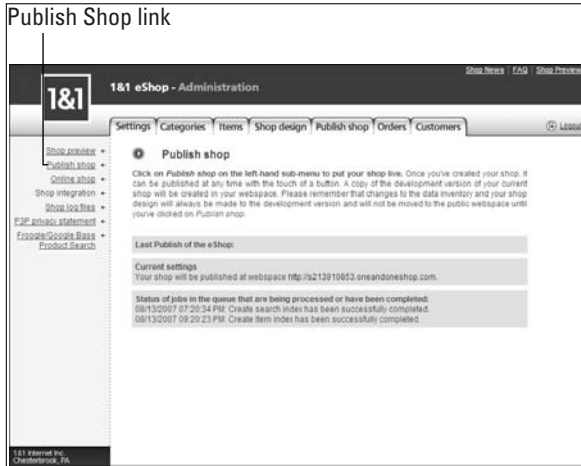 Publish Shop link
Shop News | FAQ | Shop Preview
1&1
1&1 eShop - Administration
Settings Categories Items Shop design Publish shop Orders Customers
Logout
Shop preview
Publish shop
Online shop
Shop integration
Shop log files
P3P privacy statement
Froogle/Google Base
Product Search
Publish shop
Click on Publish shop on the left-hand sub-menu to put your shop live. Once you've created your shop, it
can be published at any time with the touch of a button. A copy of the development version of your current
shop will be created in your webspace. Please remember that changes to the data inventory and your shop
design will always be made to the development version and will not be moved to the public webspace until
you've clicked on Publish shop.
Last Publish of the eShop:
Current settings
Your shop will be published at webspace http://s213910853.oneandoneshop.com.
Status of jobs in the queue that are being processed or have been completed:
08/13/2007 07:20:34 PM: Create search index has been successfully completed.
08/13/2007 09:20:23 PM: Create item index has been successfully completed.
1&1 Internet Inc.
Chesterbrook, PA